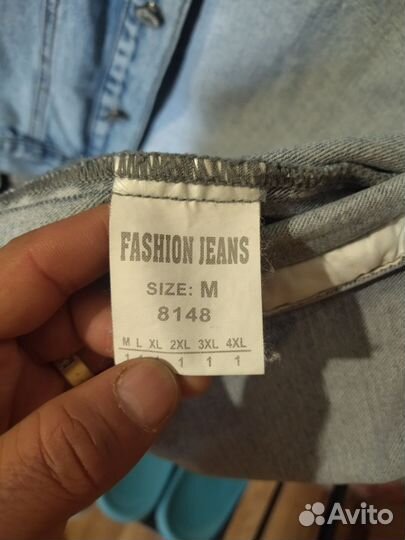 FASHION JEANS
SIZE: M
8148
M L XL 2XL 3XL 4XL
1 1 1 1 1 1
Avito